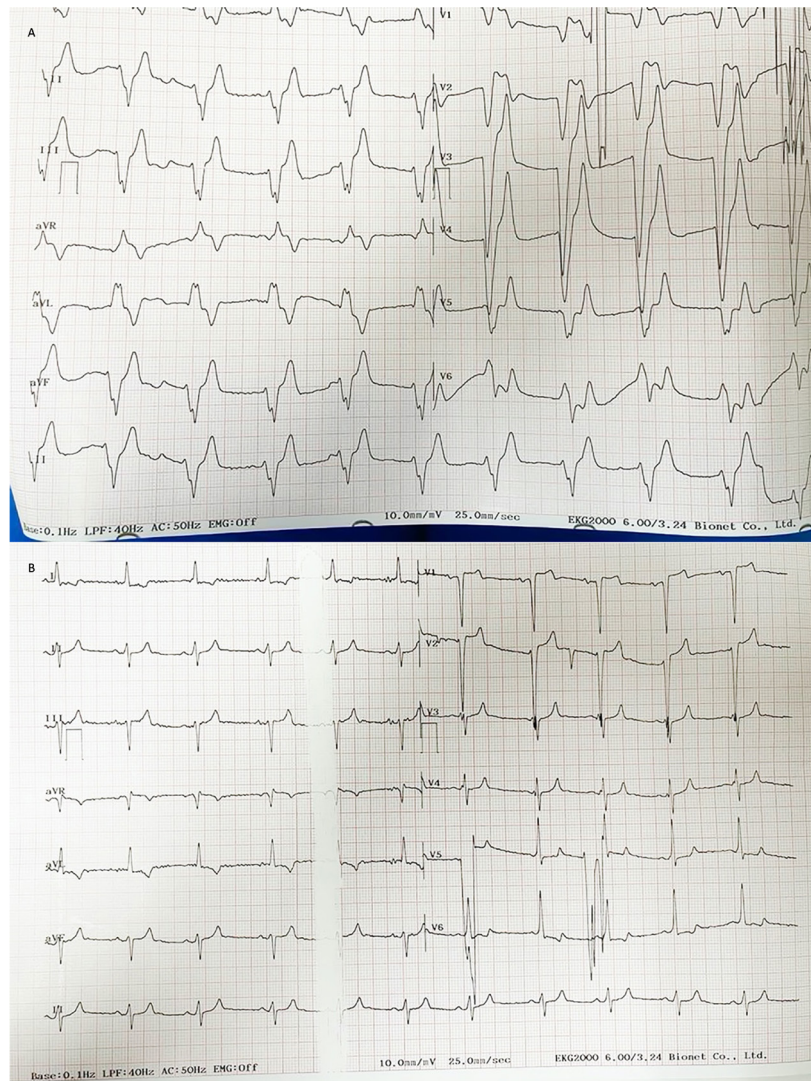 A
V1
II
V2
III
V3
aVR
V4
aVL
V5
aVF
V6
II
Base:0.1Hz LPF:40Hz AC:50Hz EMG:Off 10.0mm/mV 25.0mm/sec EKG2000 6.00/3.24 Bionet Co., Ltd.
B
I
V1
II
V2
III
V3
aVR
V4
aVL
V5
aVF
V6
II
Base:0.1Hz LPF:40Hz AC:50Hz EMG:Off 10.0mm/mV 25.0mm/sec EKG2000 6.00/3.24 Bionet Co., Ltd.